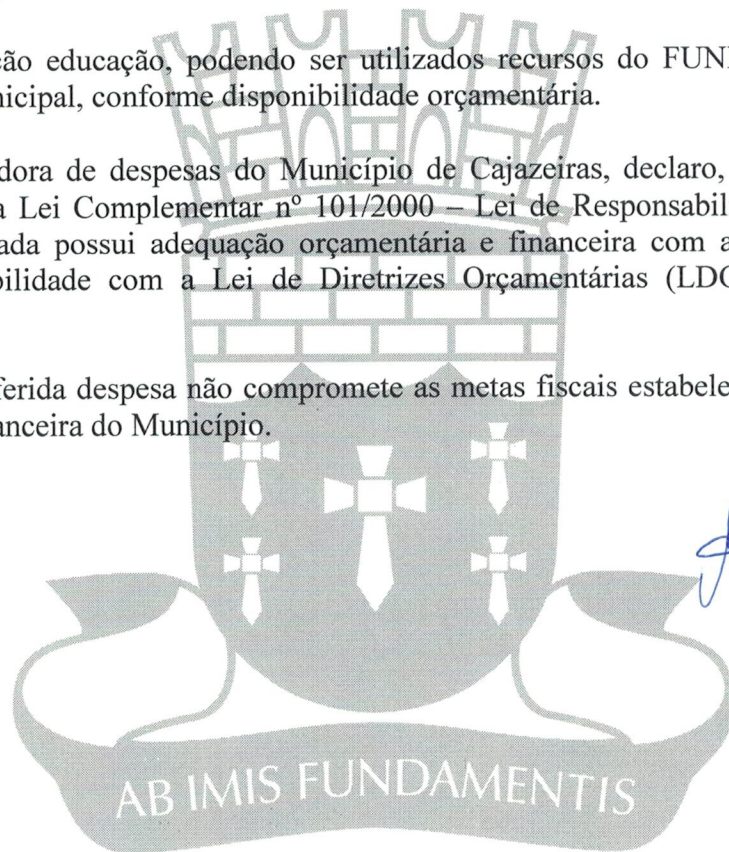 ção educação, podendo ser utilizados recursos do FUN
nicipal, conforme disponibilidade orçamentária.
dora de despesas do Município de Cajazeiras, declaro,
a Lei Complementar nº 101/2000 – Lei de Responsabil
ada possui adequação orçamentária e financeira com a
bilidade com a Lei de Diretrizes Orçamentárias (LDO
ferida despesa não compromete as metas fiscais estabele
anceira do Município.
AB IMIS FUNDAMENTIS